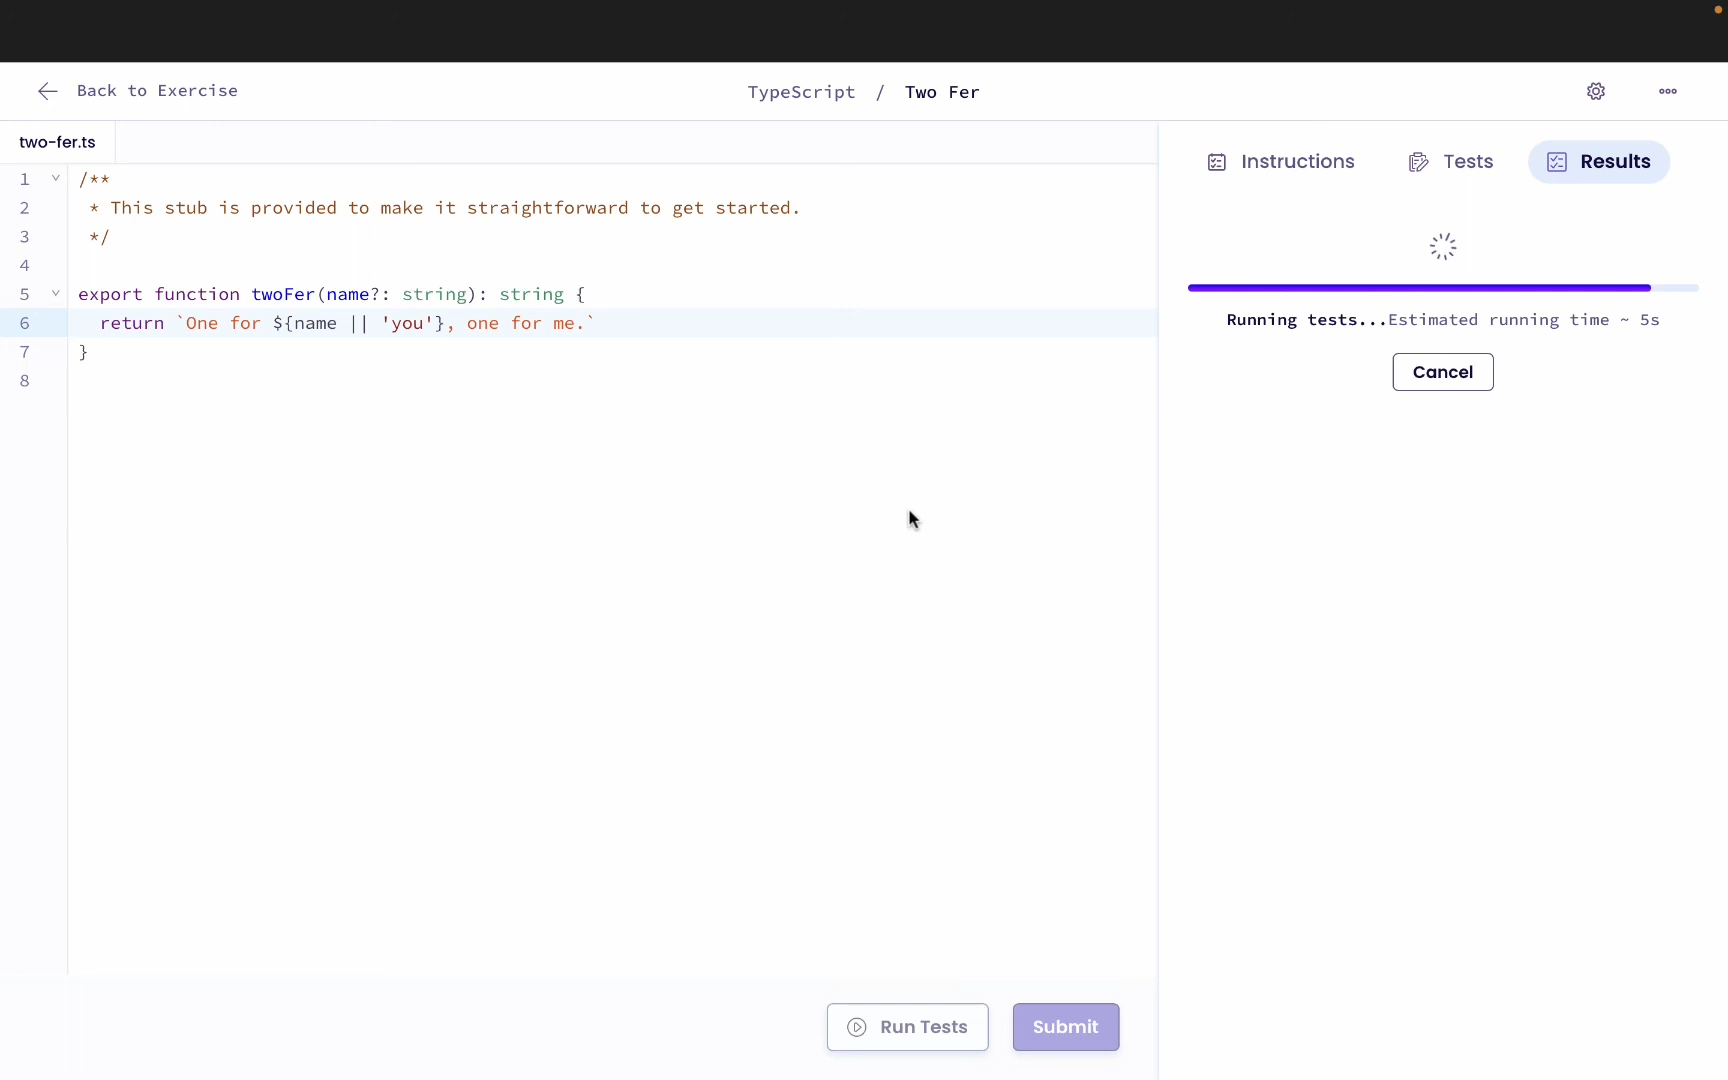 Back to Exercise
TypeScript / Two Fer
two-fer.ts
1 /**
2  * This stub is provided to make it straightforward to get started.
3  */
4
5 export function twoFer(name?: string): string {
6   return `One for ${name || 'you'}, one for me.`
7 }
8
Instructions
Tests
Results
Running tests...Estimated running time ~ 5s
Cancel
Run Tests
Submit